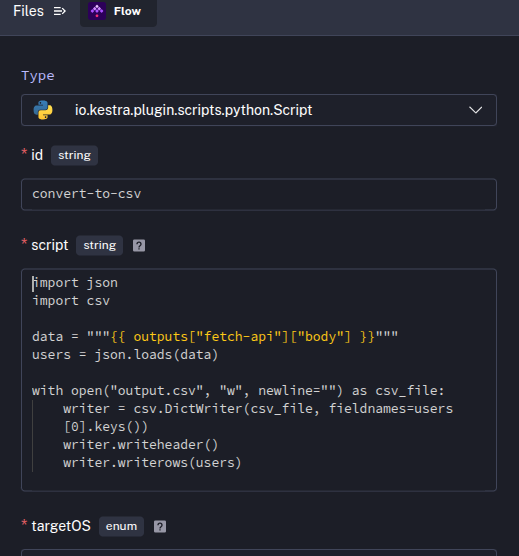 Files Flow
Type
io.kestra.plugin.scripts.python.Script
* id string
convert-to-csv
* script string ?
import json
import csv
data = """{{ outputs["fetch-api"]["body"] }}"""
users = json.loads(data)
with open("output.csv", "w", newline="") as csv_file:
    writer = csv.DictWriter(csv_file, fieldnames=users
    [0].keys())
    writer.writeheader()
    writer.writerows(users)
* targetOS enum ?